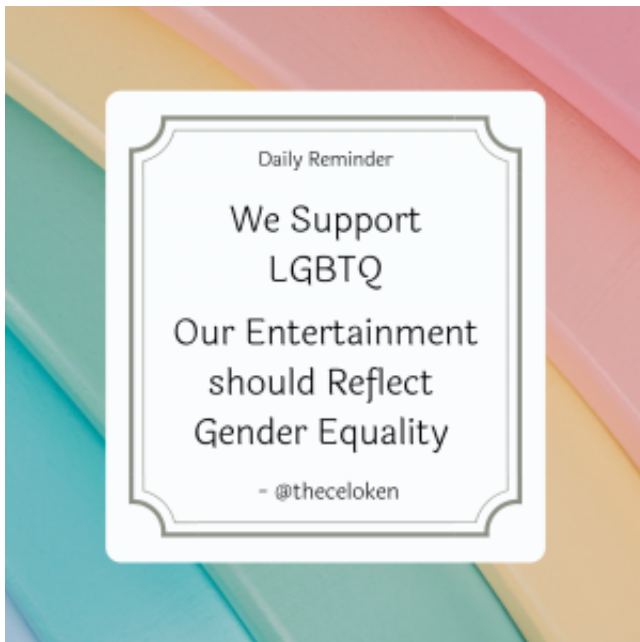 Daily Reminder
We Support
LGBTQ
Our Entertainment
should Reflect
Gender Equality
- @theceloken